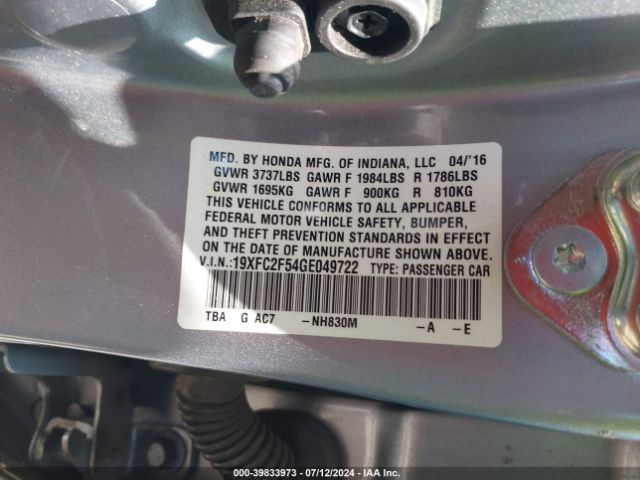 MFD. BY HONDA MFG. OF INDIANA, LLC 04/'16
GVWR 3737LBS GAWR F 1984LBS R 1786LBS
GVWR 1695KG GAWR F 900KG R 810KG
THIS VEHICLE CONFORMS TO ALL APPLICABLE
FEDERAL MOTOR VEHICLE SAFETY, BUMPER,
AND THEFT PREVENTION STANDARDS IN EFFECT
ON THE DATE OF MANUFACTURE SHOWN ABOVE.
V.I.N.:19XFC2F54GE049722 TYPE: PASSENGER CAR
TBA G AC7 -NH830M -A -E
000-39833973 / 07/12/2024 - IAA Inc.